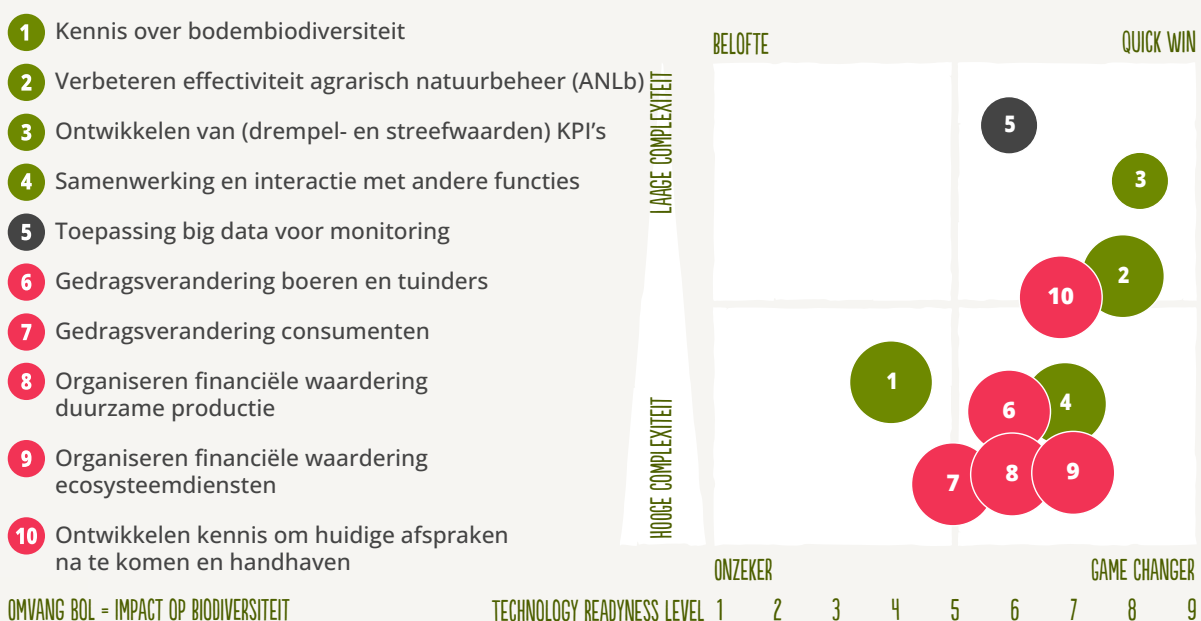 1 Kennis over bodembiodiversiteit
2 Verbeteren effectiviteit agrarisch natuurbeheer (ANLb)
3 Ontwikkelen van (drempel- en streefwaarden) KPI's
4 Samenwerking en interactie met andere functies
5 Toepassing big data voor monitoring
6 Gedragsverandering boeren en tuinders
7 Gedragsverandering consumenten
8 Organiseren financiële waardering
duurzame productie
9 Organiseren financiële waardering
ecosysteemdiensten
10 Ontwikkelen kennis om huidige afspraken
na te komen en handhaven
OMVANG BOL = IMPACT OP BIODIVERSITEIT
BELOFTE
QUICK WIN
LAAGE COMPLEXITEIT
HOOGE COMPLEXITEIT
5
3
2
10
1
6
4
7
8
9
ONZEKER
GAME CHANGER
TECHNOLOGY READYNESS LEVEL 1 2 3 4 5 6 7 8 9